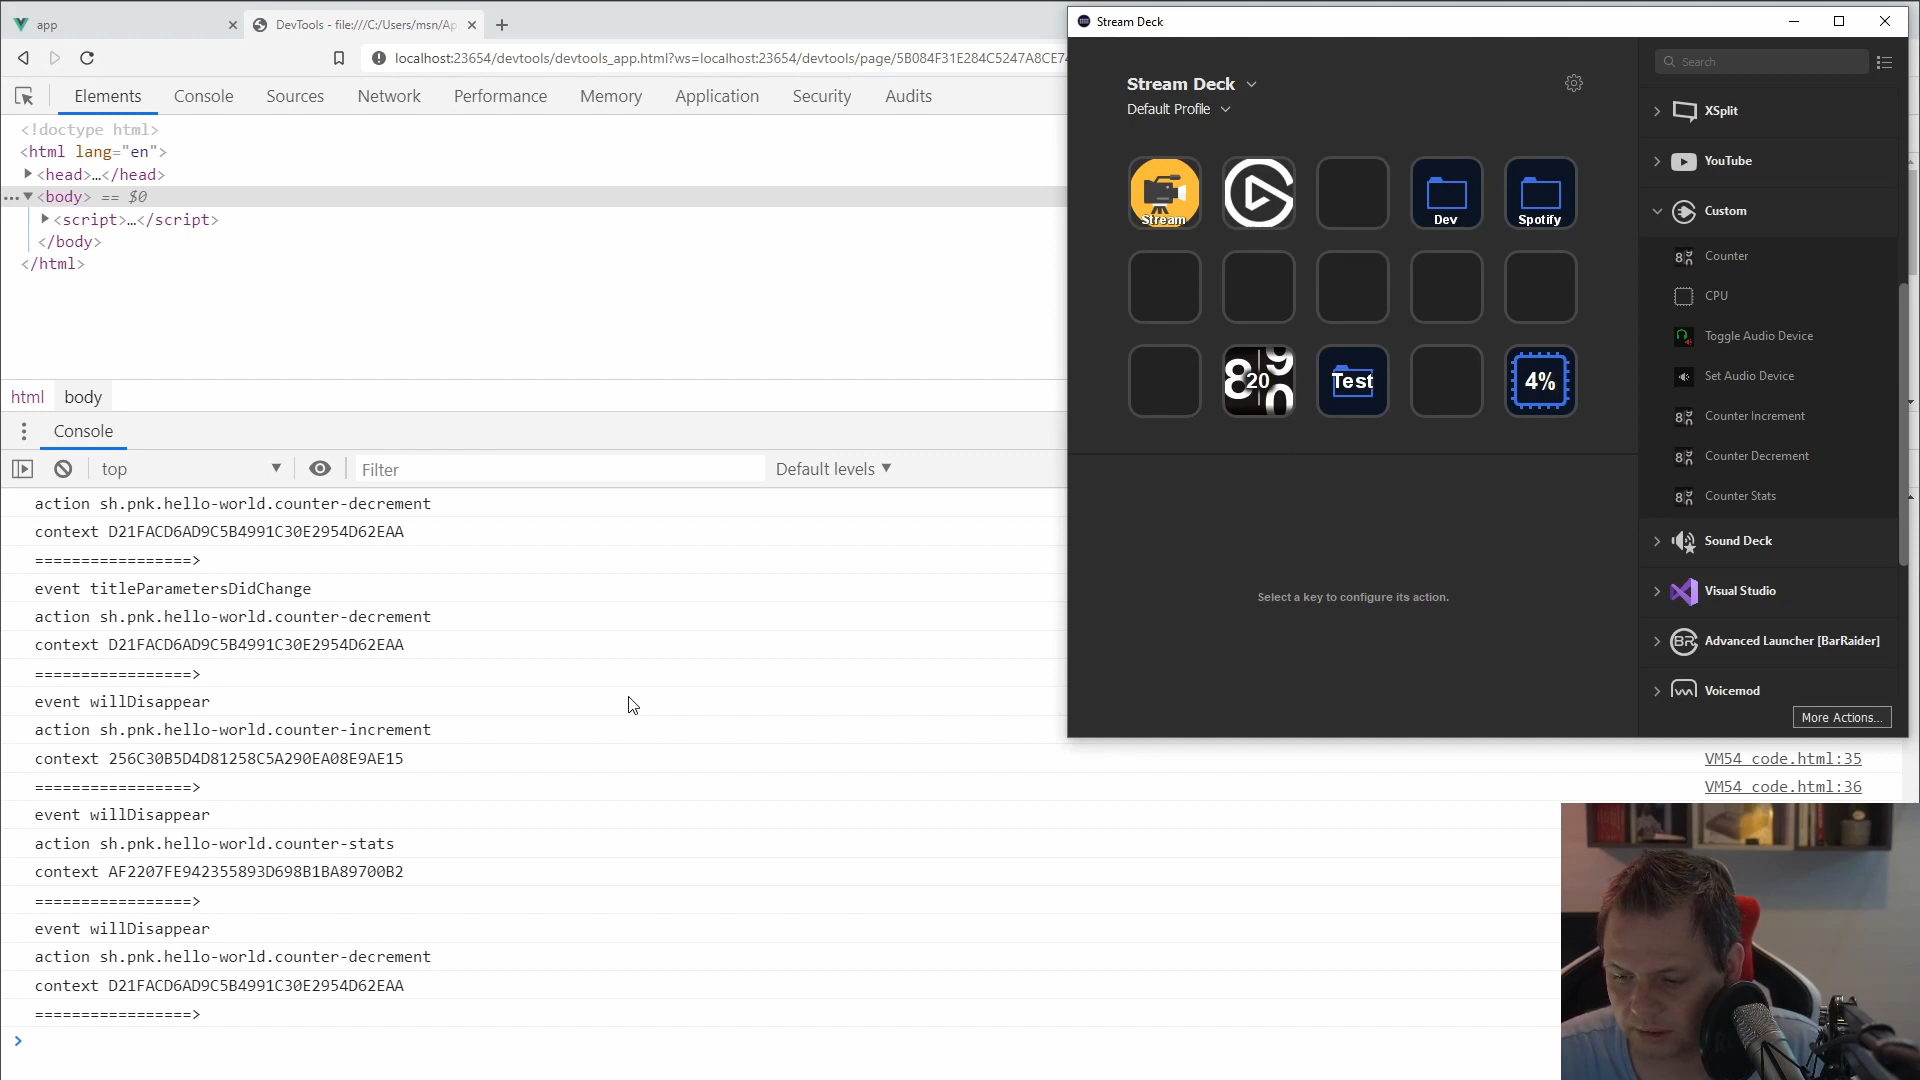 app
DevTools - file:///C:/Users/msn/Ap
localhost:23654/devtools/devtools_app.html?ws=localhost:23654/devtools/page/5B084F31E284C5247A8CE7
Elements
Console
Sources
Network
Performance
Memory
Application
Security
Audits
<!doctype html>
<html lang="en">
<head>…</head>
<body> == $0
<script>…</script>
</body>
</html>
html body
Console
top
Filter
Default levels
action sh.pnk.hello-world.counter-decrement
context D21FACD6AD9C5B4991C30E2954D62EAA
=================>
event titleParametersDidChange
action sh.pnk.hello-world.counter-decrement
context D21FACD6AD9C5B4991C30E2954D62EAA
=================>
event willDisappear
action sh.pnk.hello-world.counter-increment
context 256C30B5D4D81258C5A290EA08E9AE15
VM54 code.html:35
=================>
VM54 code.html:36
event willDisappear
action sh.pnk.hello-world.counter-stats
context AF2207FE942355893D698B1BA89700B2
=================>
event willDisappear
action sh.pnk.hello-world.counter-decrement
context D21FACD6AD9C5B4991C30E2954D62EAA
=================>
Stream Deck
Stream Deck
Default Profile
Stream
Dev
Spotify
8 20 9 0
Test
4%
Select a key to configure its action.
Search
XSplit
YouTube
Custom
Counter
CPU
Toggle Audio Device
Set Audio Device
Counter Increment
Counter Decrement
Counter Stats
Sound Deck
Visual Studio
BR Advanced Launcher [BarRaider]
Voicemod
More Actions...